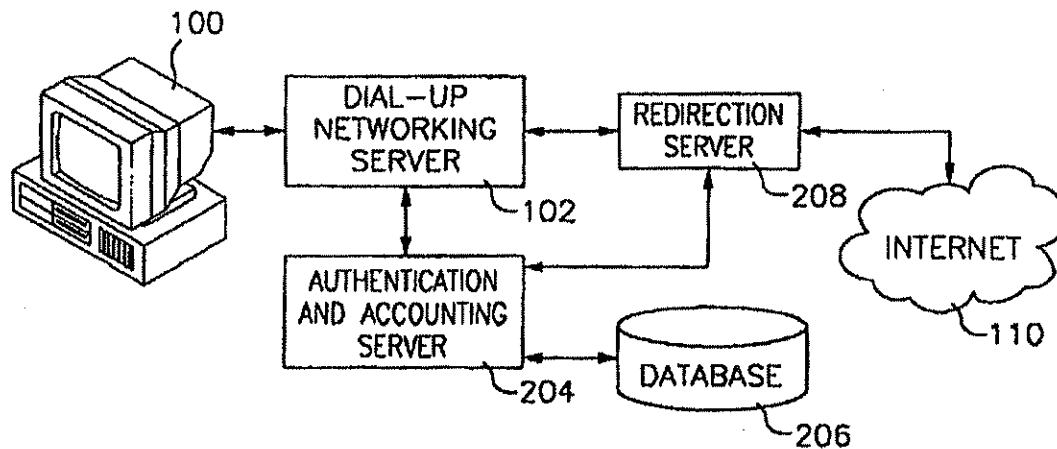 100
DIAL-UP
NETWORKING
SERVER
102
REDIRECTION
SERVER
208
INTERNET
110
AUTHENTICATION
AND ACCOUNTING
SERVER
204
DATABASE
206